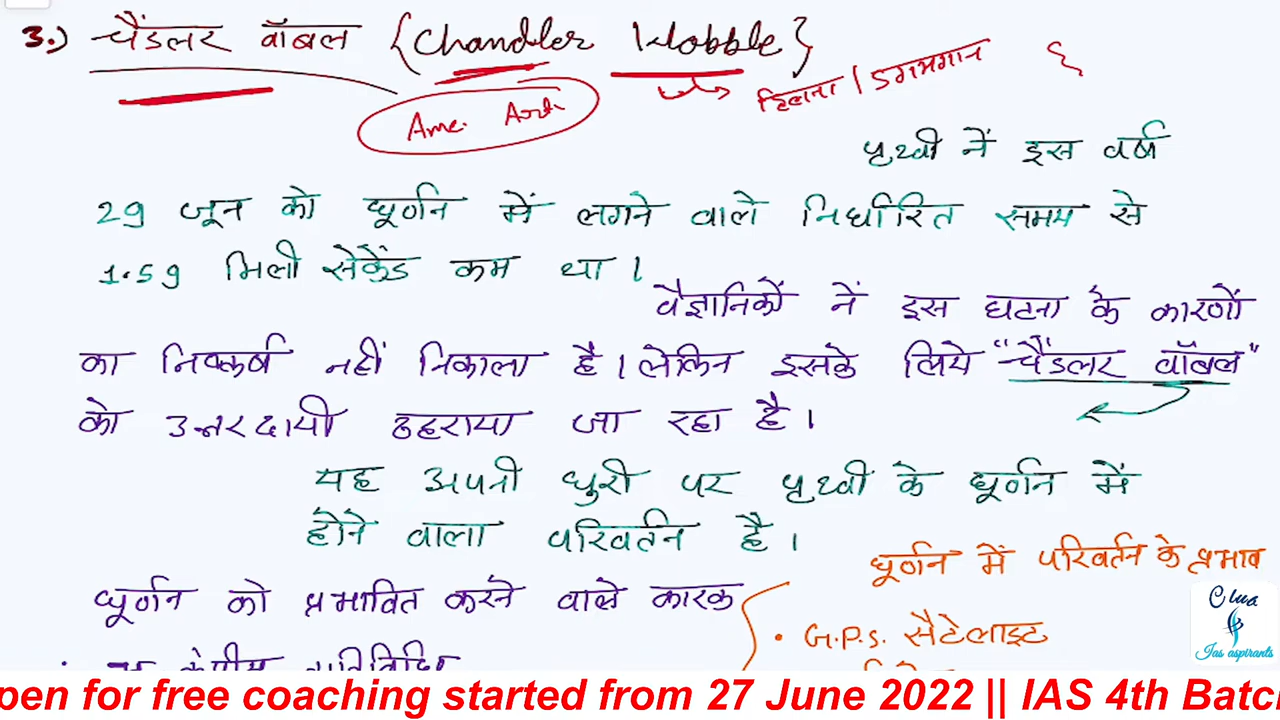 3.) चैंडलर वॉबल {Chandler Wobble}
हिलना / डगमगाना {
Ame.
पृथ्वी नें इस वर्ष
29 जून को घूर्णन में लगने वाले निर्धारित समय से
1.59 मिली सेकैंड कम था।
वैज्ञानिकों नें इस घटना के कारणों
का निष्कर्ष नहीं निकाला है। लेकिन इसके लिये "चैंडलर वॉबल"
को उत्तरदायी ठहराया जा रहा है।
यह अपनी धुरी पर पृथ्वी के घूर्णन में
होने वाला परिवर्तन है।
घूर्णन में परिवर्तन के प्रभाव
घूर्णन को प्रभावित करने वाले कारक
• G.P.S. सैटेलाइट
Clue
Ias aspirants
pen for free coaching started from 27 June 2022 || IAS 4th Batc